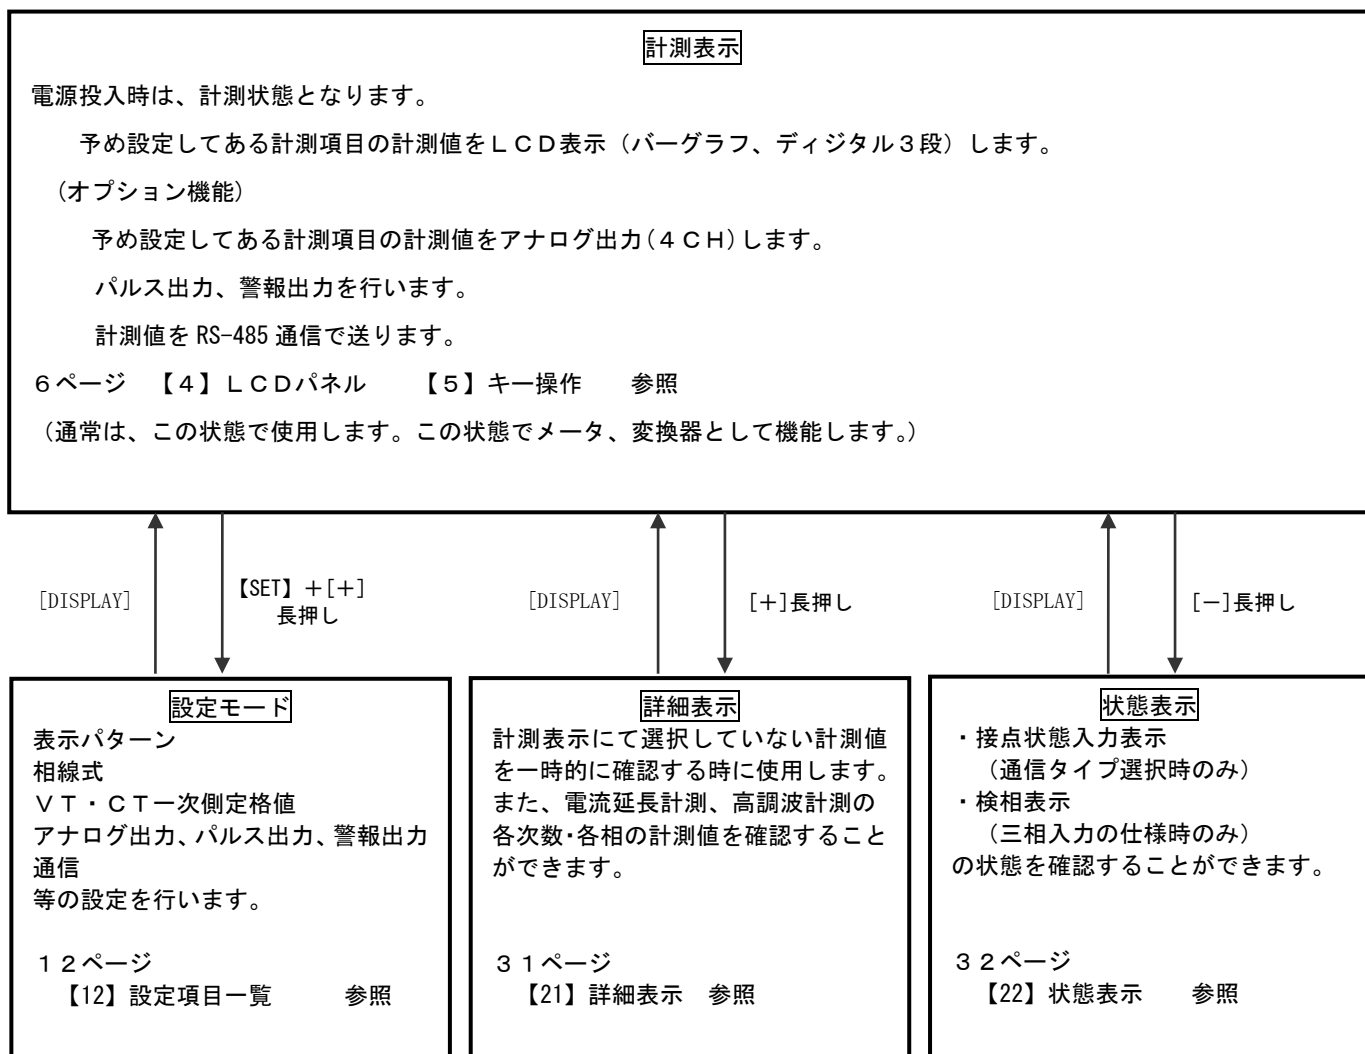 計測表示
電源投入時は、計測状態となります。
予め設定してある計測項目の計測値をＬＣＤ表示（バーグラフ、ディジタル３段）します。
(オプション機能)
予め設定してある計測項目の計測値をアナログ出力(４ＣＨ)します。
パルス出力、警報出力を行います。
計測値を RS-485 通信で送ります。
６ページ　【４】ＬＣＤパネル　　【５】キー操作　　参照
（通常は、この状態で使用します。この状態でメータ、変換器として機能します。）
[DISPLAY]
【SET】＋[＋]
長押し
[DISPLAY]
[＋]長押し
[DISPLAY]
[－]長押し
設定モード
表示パターン
相線式
ＶＴ・ＣＴ一次側定格値
アナログ出力、パルス出力、警報出力
通信
等の設定を行います。
１２ページ
【12】設定項目一覧　　　参照
詳細表示
計測表示にて選択していない計測値
を一時的に確認する時に使用します。
また、電流延長計測、高調波計測の
各次数・各相の計測値を確認すること
ができます。
３１ページ
【21】詳細表示　参照
状態表示
・接点状態入力表示
（通信タイプ選択時のみ）
・検相表示
（三相入力の仕様時のみ）
の状態を確認することができます。
３２ページ
【22】状態表示　　参照